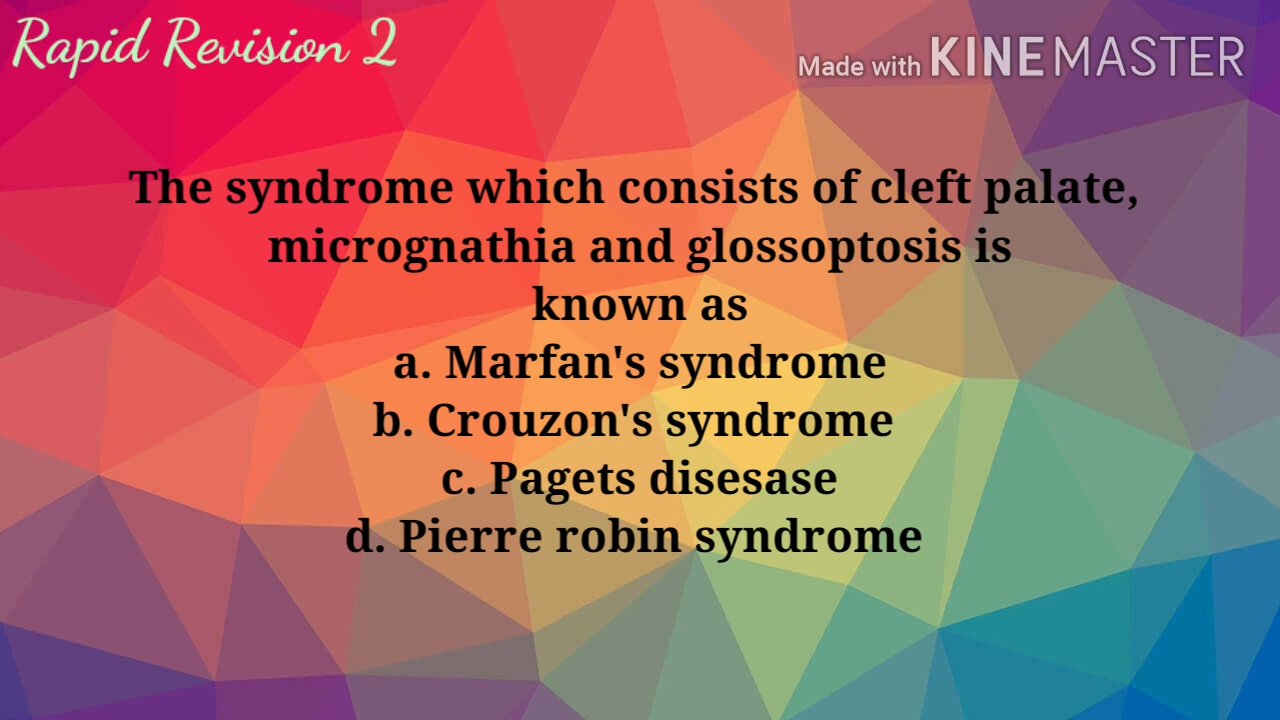 Rapid Revision 2
Made with KINEMASTER
The syndrome which consists of cleft palate,
micrognathia and glossoptosis is
known as
a. Marfan's syndrome
b. Crouzon's syndrome
c. Pagets disesase
d. Pierre robin syndrome